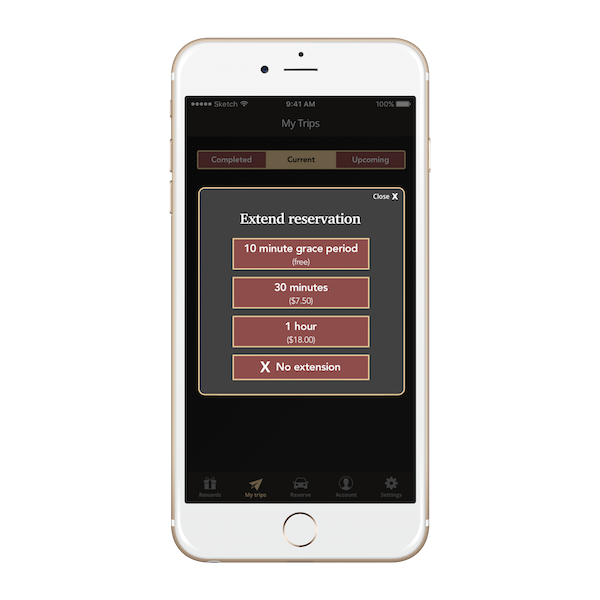 Sketch
9:41 AM
100%
My Trips
Completed
Current
Upcoming
Close X
Extend reservation
10 minute grace period
(free)
30 minutes
($7.50)
1 hour
($18.00)
X No extension
Rewards
My trips
Reserve
Account
Settings